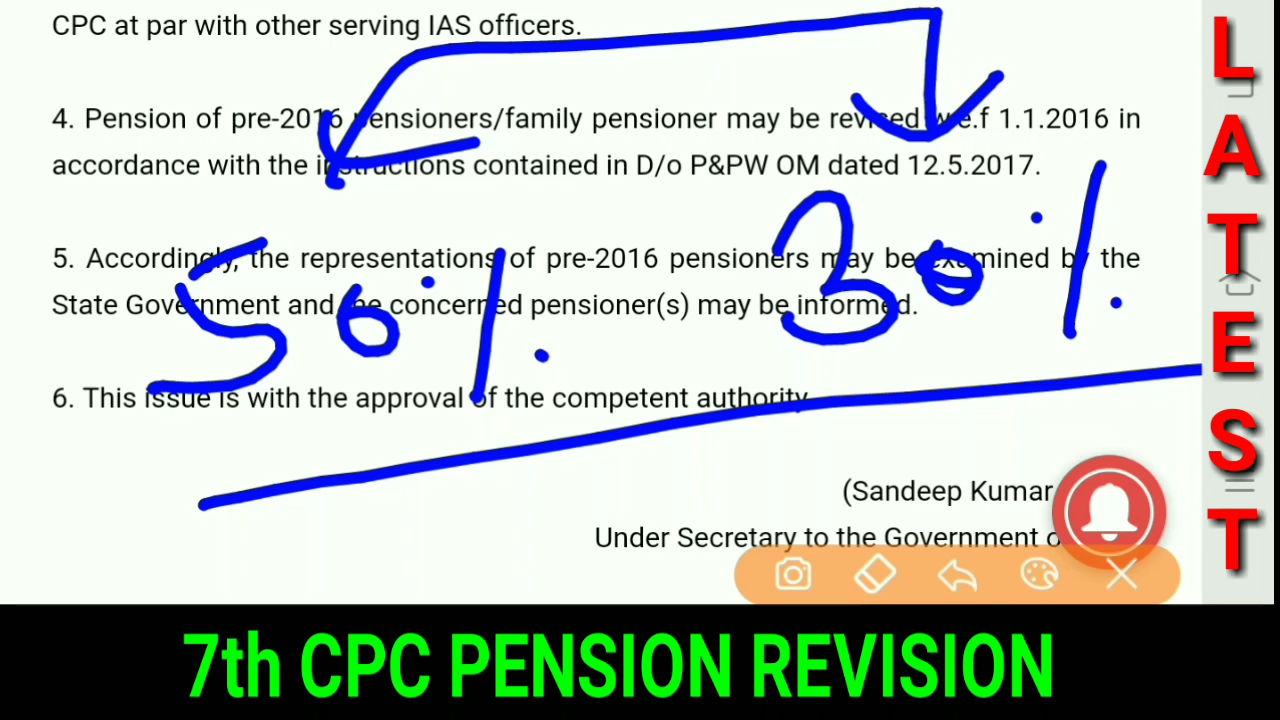 CPC at par with other serving IAS officers.
4. Pension of pre-2016 pensioners/family pensioner may be revised w.e.f 1.1.2016 in
accordance with the instructions contained in D/o P&PW OM dated 12.5.2017.
5. Accordingly, the representations of pre-2016 pensioners may be examined by the
State Government and the concerned pensioner(s) may be informed.
50%. 30%.
6. This issue is with the approval of the competent authority.
(Sandeep Kumar
Under Secretary to the Government
7th CPC PENSION REVISION
LATEST